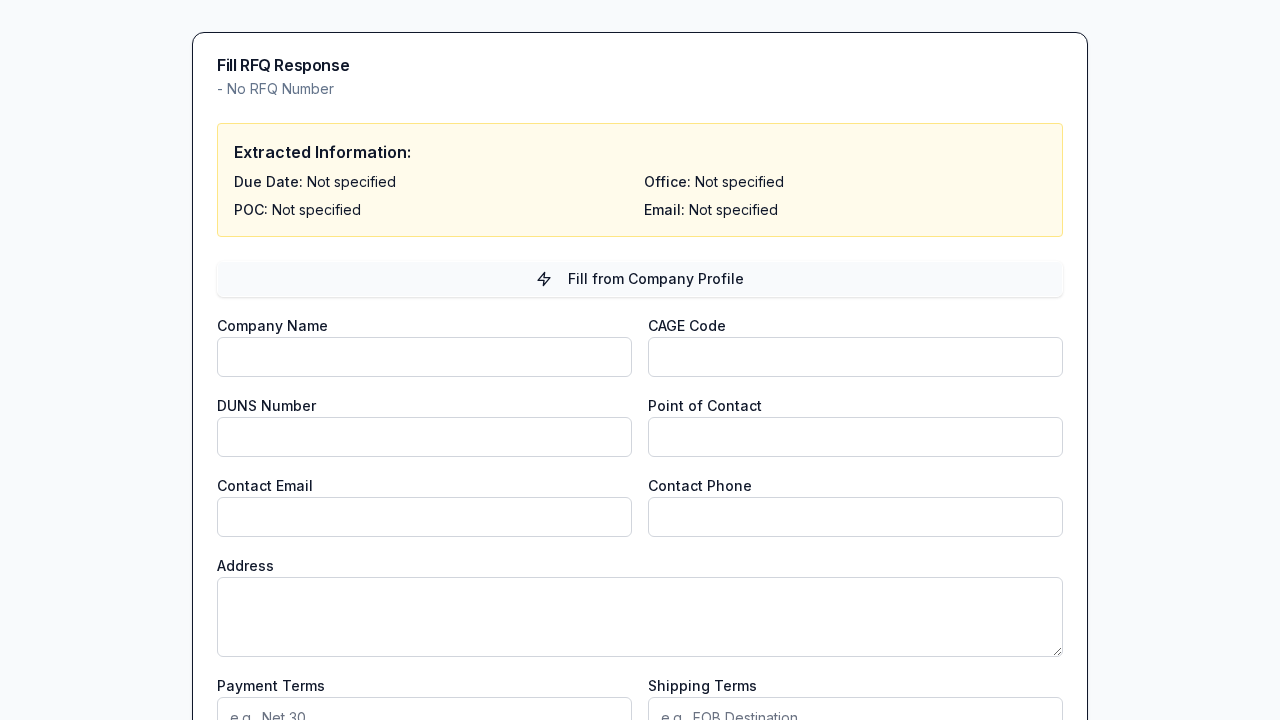 Fill RFQ Response
- No RFQ Number
Extracted Information:
Due Date: Not specified
Office: Not specified
POC: Not specified
Email: Not specified
Fill from Company Profile
Company Name
CAGE Code
DUNS Number
Point of Contact
Contact Email
Contact Phone
Address
Payment Terms
Shipping Terms
e.g., Net 30
e.g., FOB Destination